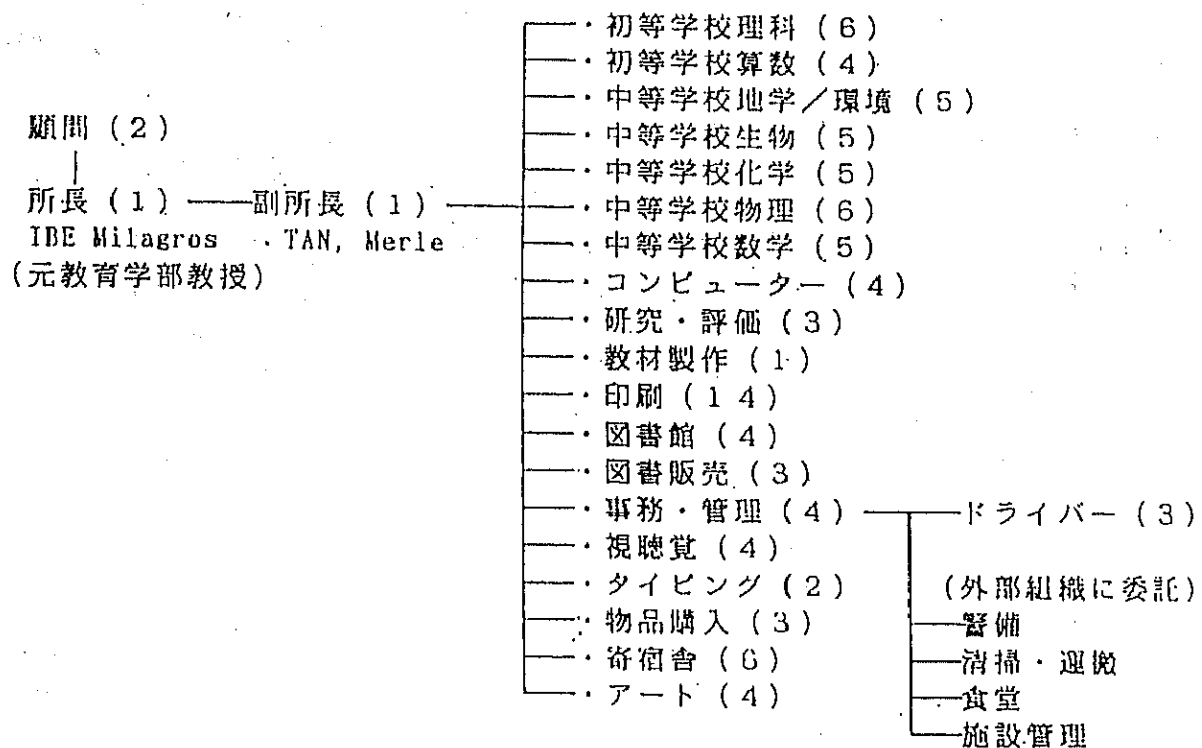 ・初等学校理科（6）
・初等学校算数（4）
・中等学校地学／環境（5）
顧問（2）
・中等学校生物（5）
・中等学校化学（5）
所長（1）副所長（1）
・中等学校物理（6）
IBE Milagros TAN, Merle
・中等学校数学（5）
（元教育学部教授）
・コンピューター（4）
・研究・評価（3）
・教材製作（1）
・印刷（14）
・図書館（4）
・図書販売（3）
・事務・管理（4）ドライバー（3）
・視聴覚（4）
・タイピング（2）（外部組織に委託）
・物品購入（3）警備
・寄宿舎（6）清掃・運搬
・アート（4）食堂
施設管理